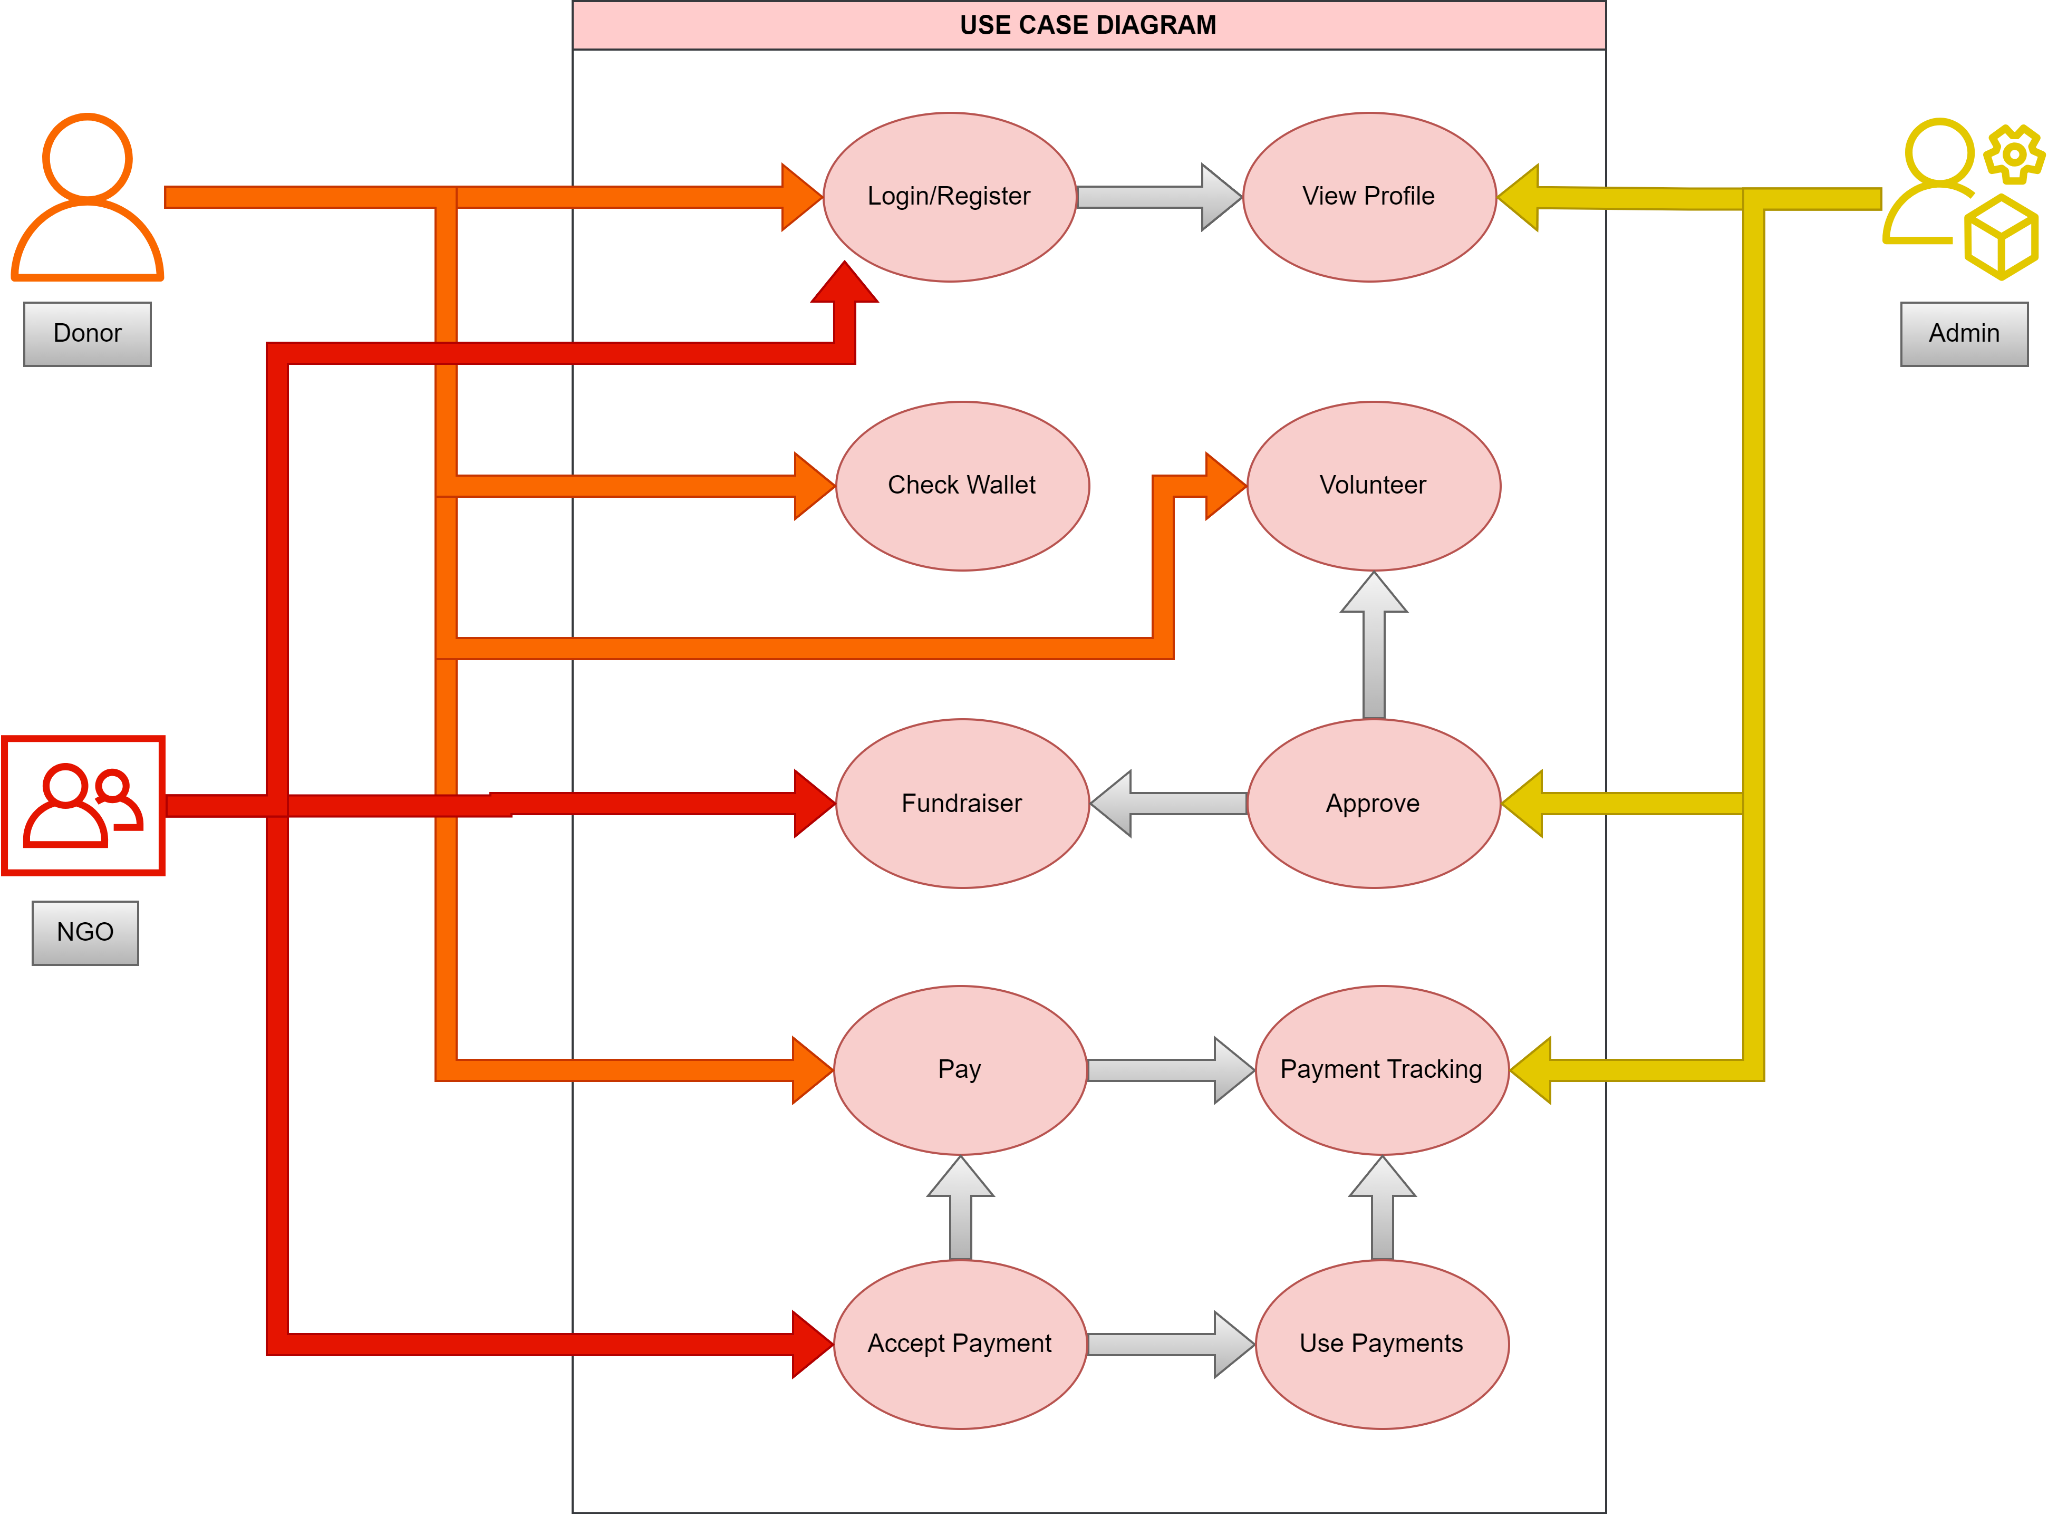 USE CASE DIAGRAM
Login/Register
View Profile
Donor
Admin
Check Wallet
Volunteer
Fundraiser
Approve
NGO
Pay
Payment Tracking
Accept Payment
Use Payments